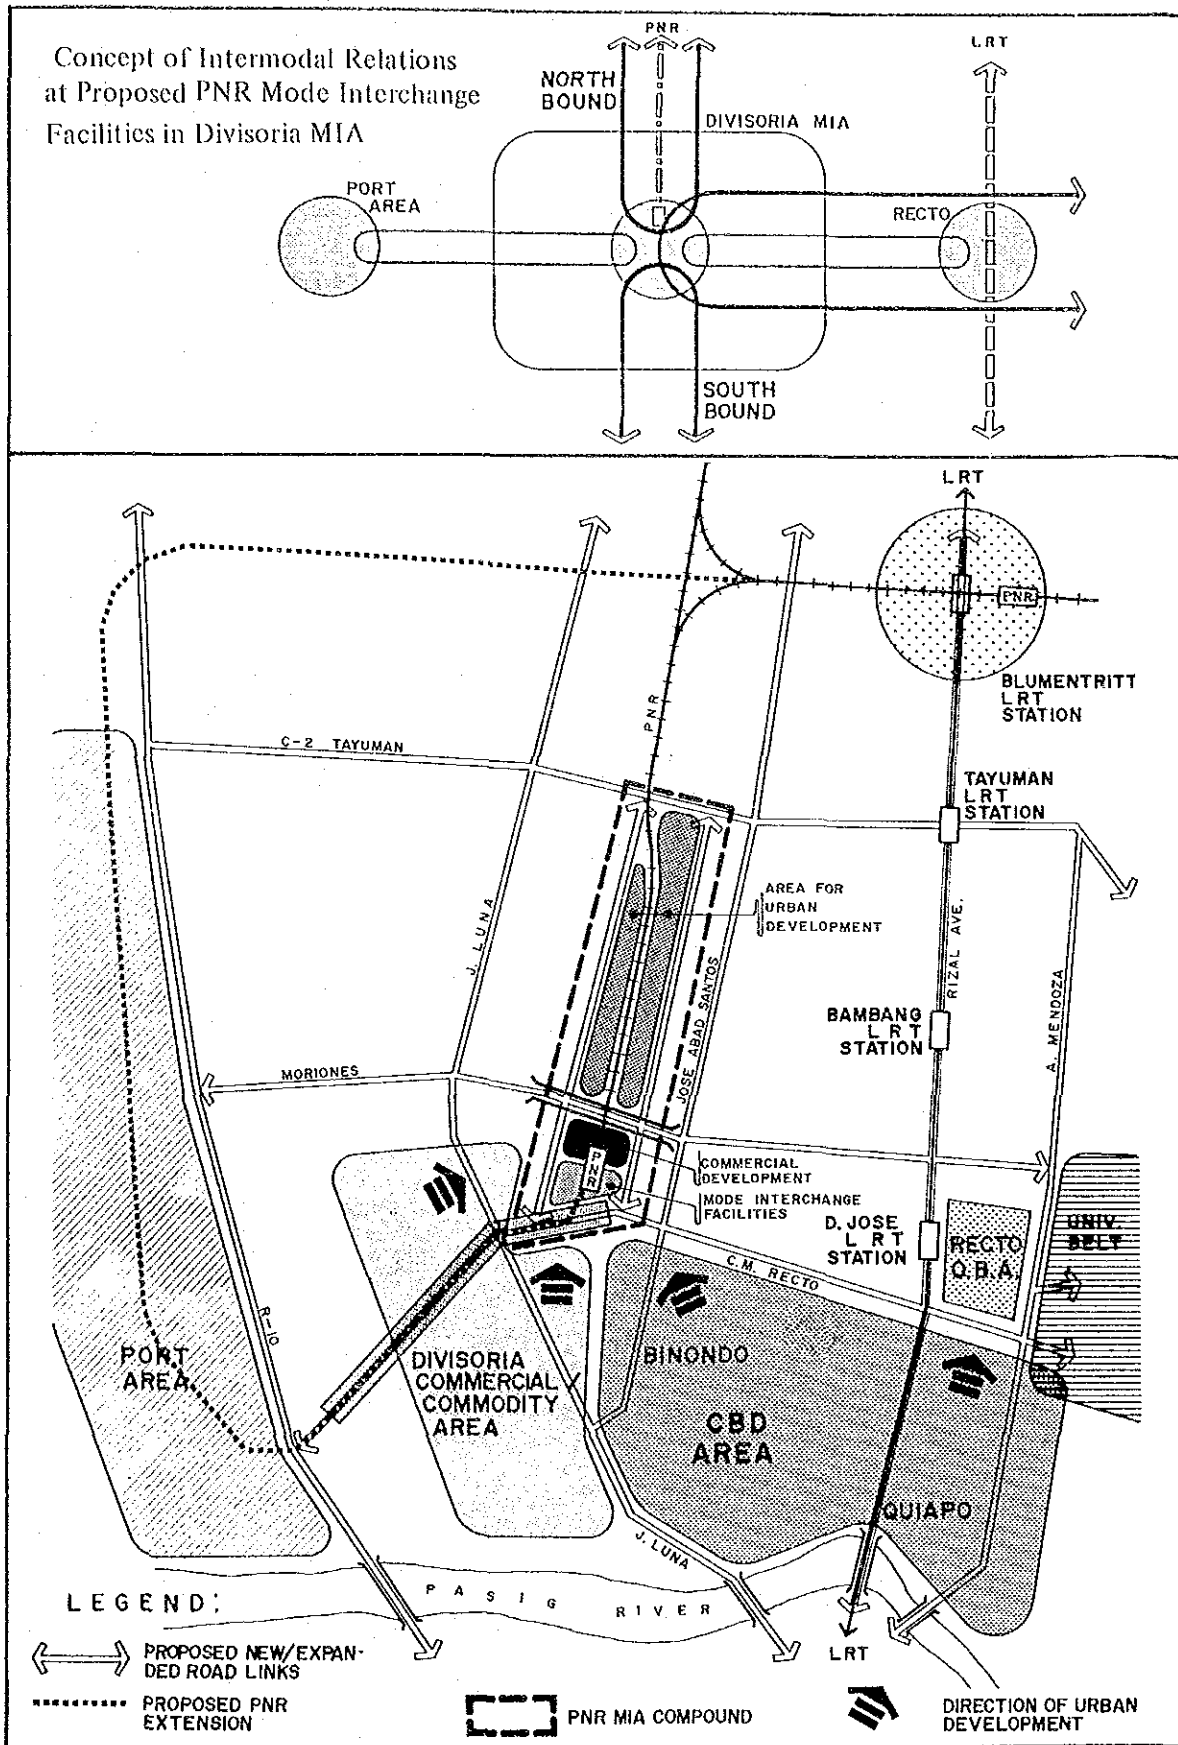 Concept of Intermodal Relations
at Proposed PNR Mode Interchange
Facilities in Divisoria MIA
PNR
LRT
NORTH
BOUND
DIVISORIA MIA
PORT
AREA
RECTO
SOUTH
BOUND
LRT
PNR
BLUMENTRITT
LRT
STATION
PNR
C-2 TAYUMAN
TAYUMAN
LRT
STATION
AREA FOR
URBAN
DEVELOPMENT
J. LUNA
JOSE ABAD SANTOS
RIZAL AVE.
A. MENDOZA
BAMBANG
LRT
STATION
MORIONES
PNR
COMMERCIAL
DEVELOPMENT
MODE INTERCHANGE
FACILITIES
D. JOSE
LRT
STATION
RECTO
O.B.A.
UNIV.
BELT
C.M. RECTO
R-10
PORT
AREA
DIVISORIA
COMMERCIAL/
COMMODITY
AREA
BINONDO
CBD
AREA
QUIAPO
J. LUNA
PASIG RIVER
LRT
LEGEND:
PROPOSED NEW/EXPAN-
DED ROAD LINKS
PROPOSED PNR
EXTENSION
PNR MIA COMPOUND
DIRECTION OF URBAN
DEVELOPMENT